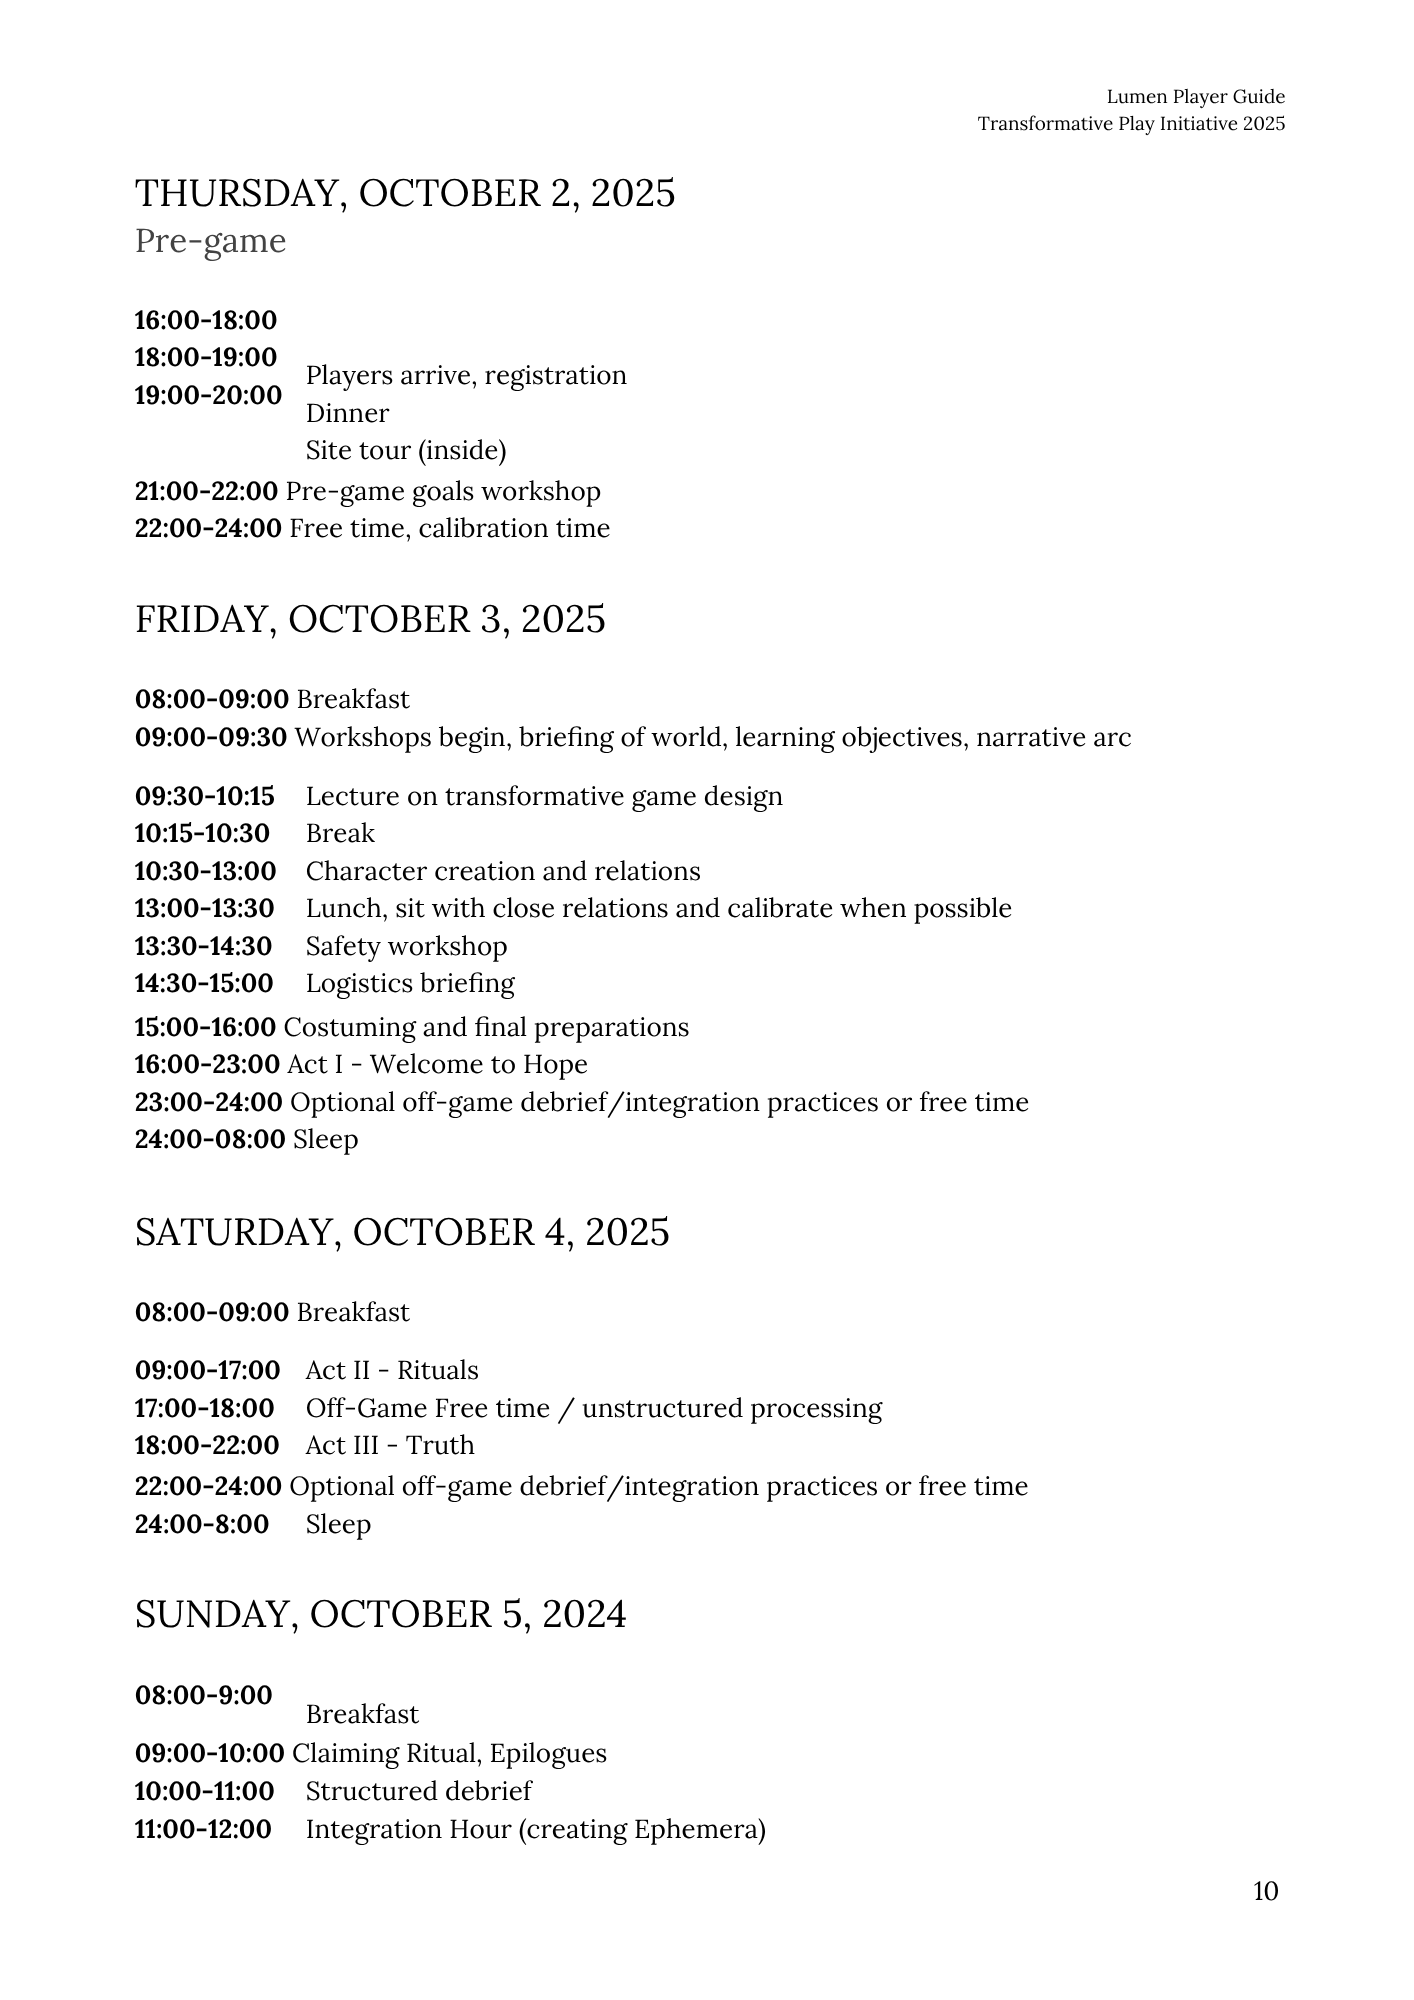 Lumen Player Guide
Transformative Play Initiative 2025
THURSDAY, OCTOBER 2, 2025
Pre-game
16:00-18:00
18:00-19:00
19:00-20:00
Players arrive, registration
Dinner
Site tour (inside)
21:00-22:00 Pre-game goals workshop
22:00-24:00 Free time, calibration time
FRIDAY, OCTOBER 3, 2025
08:00-09:00 Breakfast
09:00-09:30 Workshops begin, briefing of world, learning objectives, narrative arc
09:30-10:15 Lecture on transformative game design
10:15-10:30 Break
10:30-13:00 Character creation and relations
13:00-13:30 Lunch, sit with close relations and calibrate when possible
13:30-14:30 Safety workshop
14:30-15:00 Logistics briefing
15:00-16:00 Costuming and final preparations
16:00-23:00 Act I - Welcome to Hope
23:00-24:00 Optional off-game debrief/integration practices or free time
24:00-08:00 Sleep
SATURDAY, OCTOBER 4, 2025
08:00-09:00 Breakfast
09:00-17:00 Act II - Rituals
17:00-18:00 Off-Game Free time / unstructured processing
18:00-22:00 Act III - Truth
22:00-24:00 Optional off-game debrief/integration practices or free time
24:00-8:00 Sleep
SUNDAY, OCTOBER 5, 2024
08:00-9:00
Breakfast
09:00-10:00 Claiming Ritual, Epilogues
10:00-11:00 Structured debrief
11:00-12:00 Integration Hour (creating Ephemera)
10